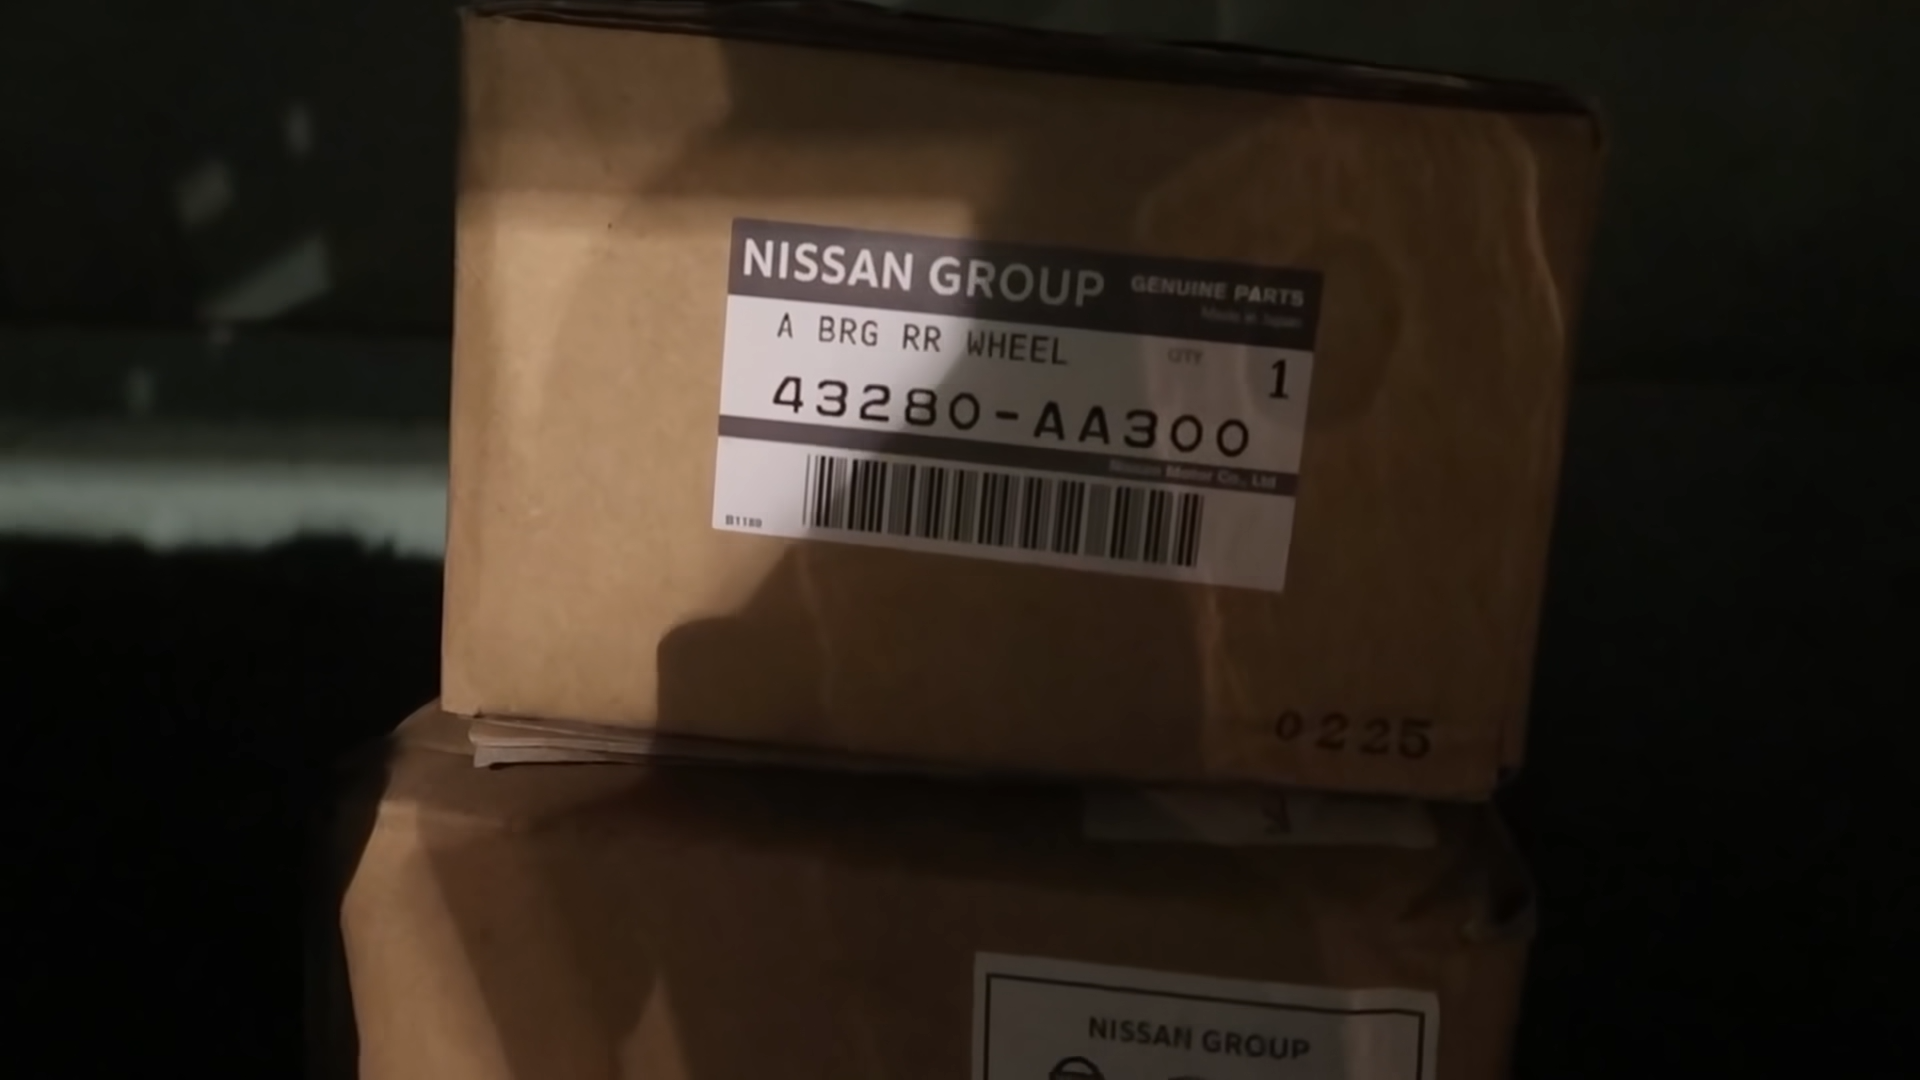 NISSAN GROUP GENUINE PARTS
Made in Japan
A BRG RR WHEEL QTY 1
43280-AA300
Nissan Motor Co., Ltd
B1180
0225
NISSAN GROUP